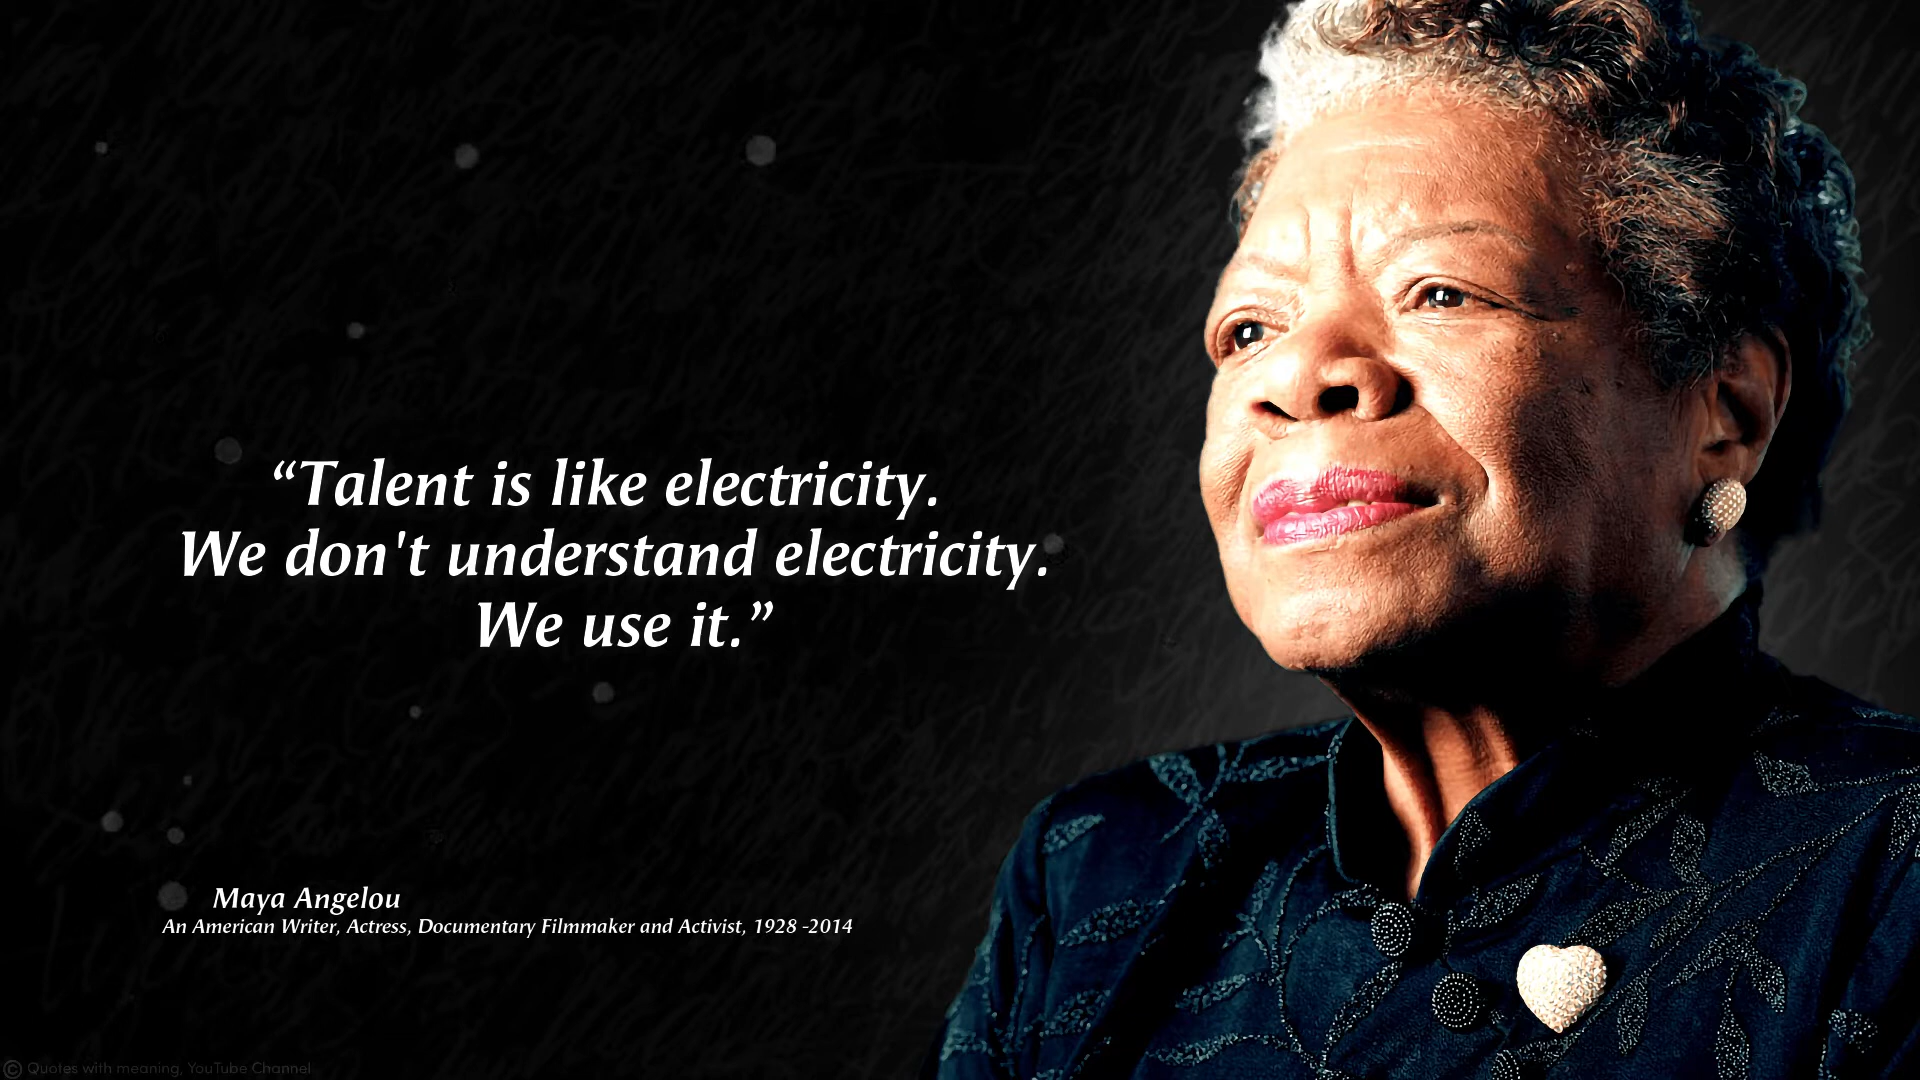 “Talent is like electricity.
We don't understand electricity.
We use it.”
Maya Angelou
An American Writer, Actress, Documentary Filmmaker and Activist, 1928 -2014
© Quotes with meaning, YouTube Channel